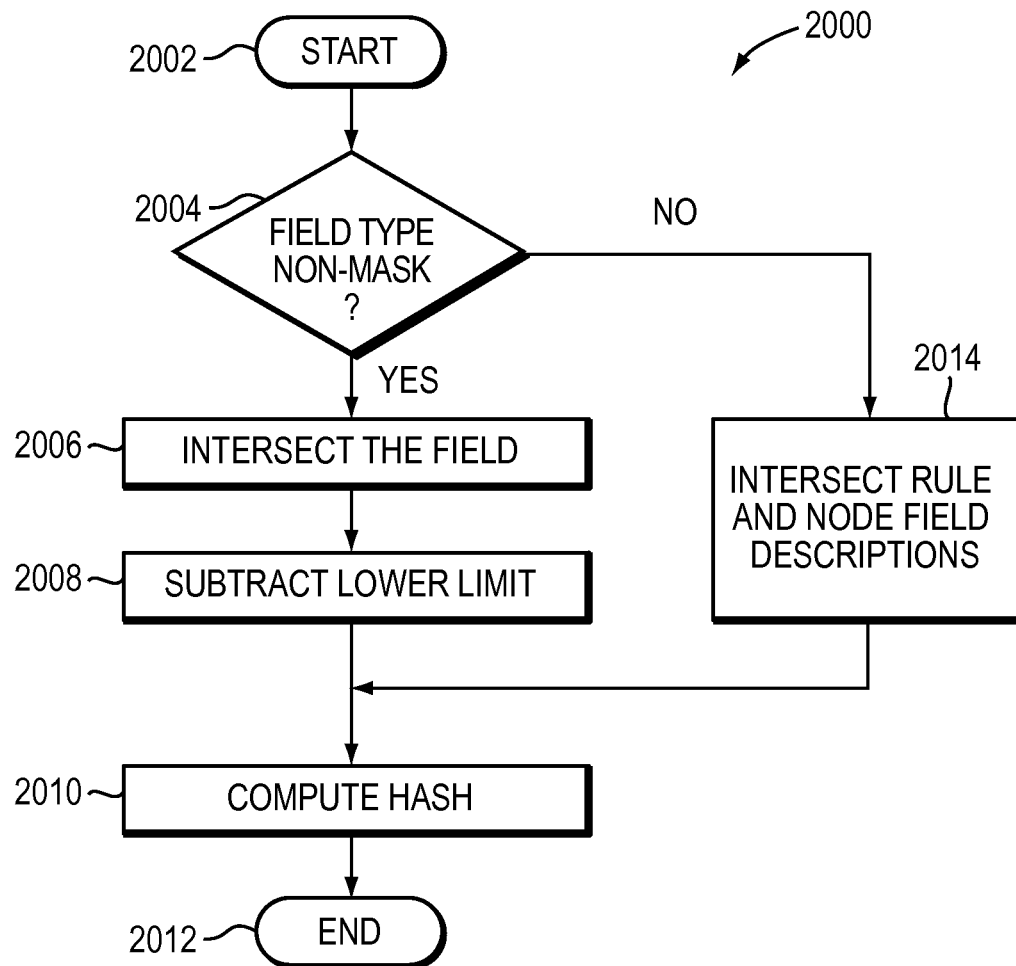 2000
2002
START
2004
FIELD TYPE
NON-MASK
?
NO
YES
2006
INTERSECT THE FIELD
2014
INTERSECT RULE
AND NODE FIELD
DESCRIPTIONS
2008
SUBTRACT LOWER LIMIT
2010
COMPUTE HASH
2012
END